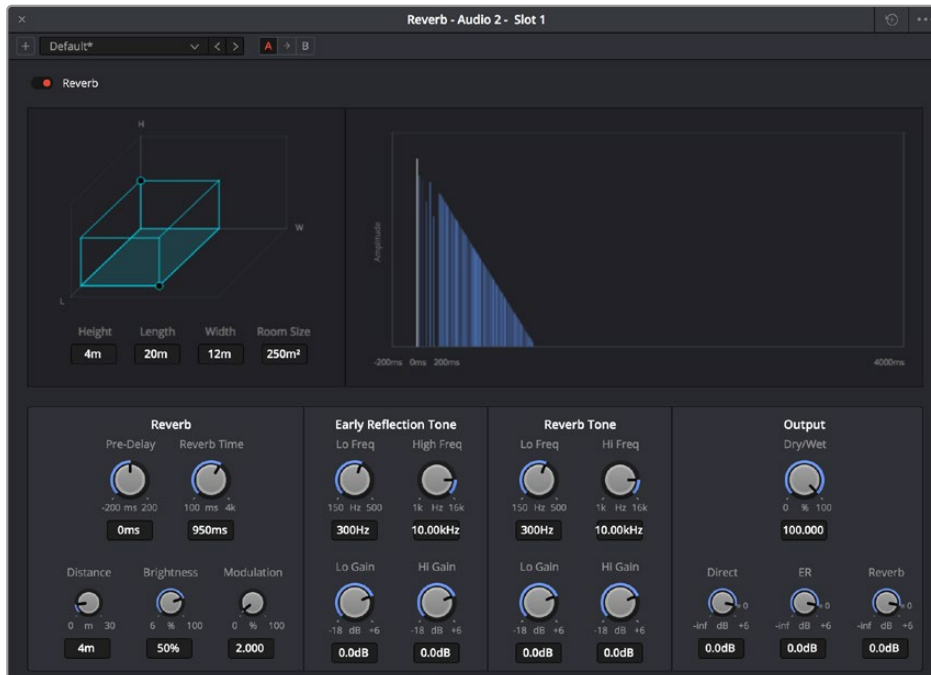 Reverb - Audio 2 - Slot 1
Default*
A B
Reverb
H
W
L
Height Length Width Room Size
4m 20m 12m 250m²
Amplitude
-200ms 0ms 200ms 4000ms
Reverb Early Reflection Tone Reverb Tone Output
Pre-Delay Reverb Time Lo Freq High Freq Lo Freq Hi Freq Dry/Wet
-200 ms 200 100 ms 4k 150 Hz 500 1k Hz 16k 150 Hz 500 1k Hz 16k 0 % 100
0ms 950ms 300Hz 10.00kHz 300Hz 10.00kHz 100.000
Distance Brightness Modulation Lo Gain Hi Gain Lo Gain Hi Gain Direct ER Reverb
0 0 0
0 m 30 6 % 100 0 % 100 -18 dB +6 -18 dB +6 -18 dB +6 -18 dB +6 -inf dB +6 -inf dB +6 -inf dB +6
4m 50% 2.000 0.0dB 0.0dB 0.0dB 0.0dB 0.0dB 0.0dB 0.0dB